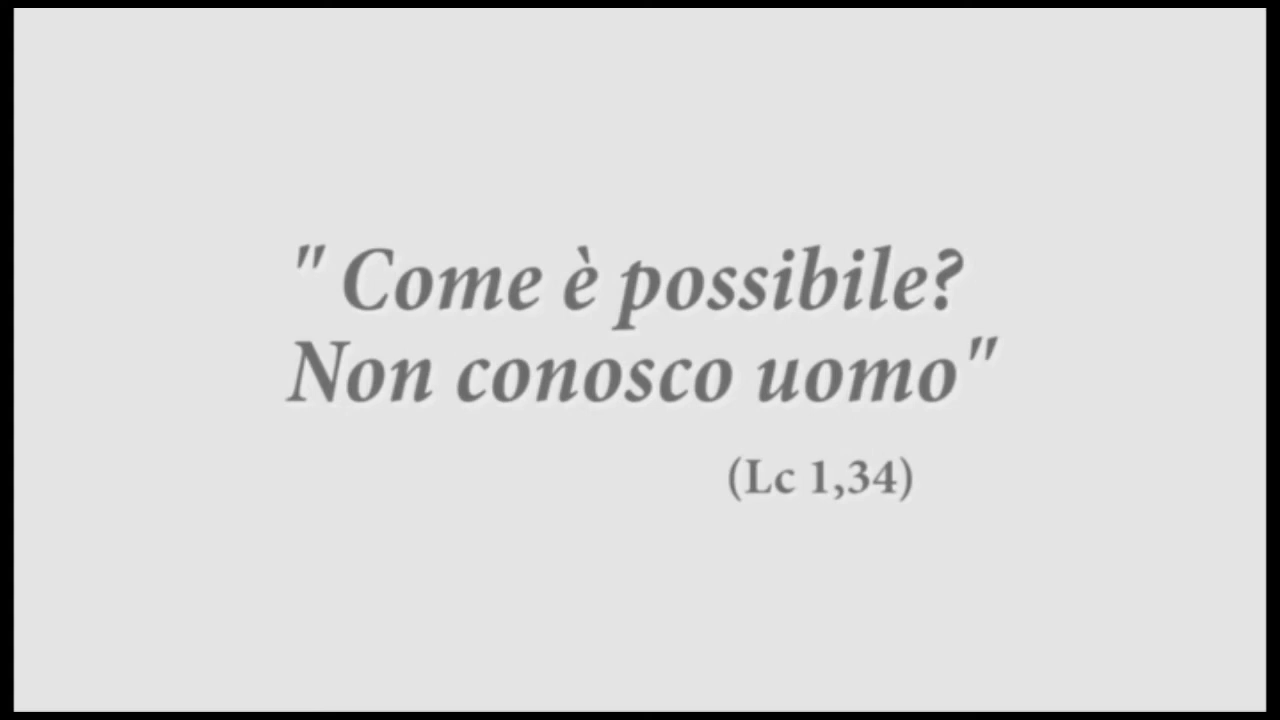 " Come è possibile?
Non conosco uomo"
(Lc 1,34)